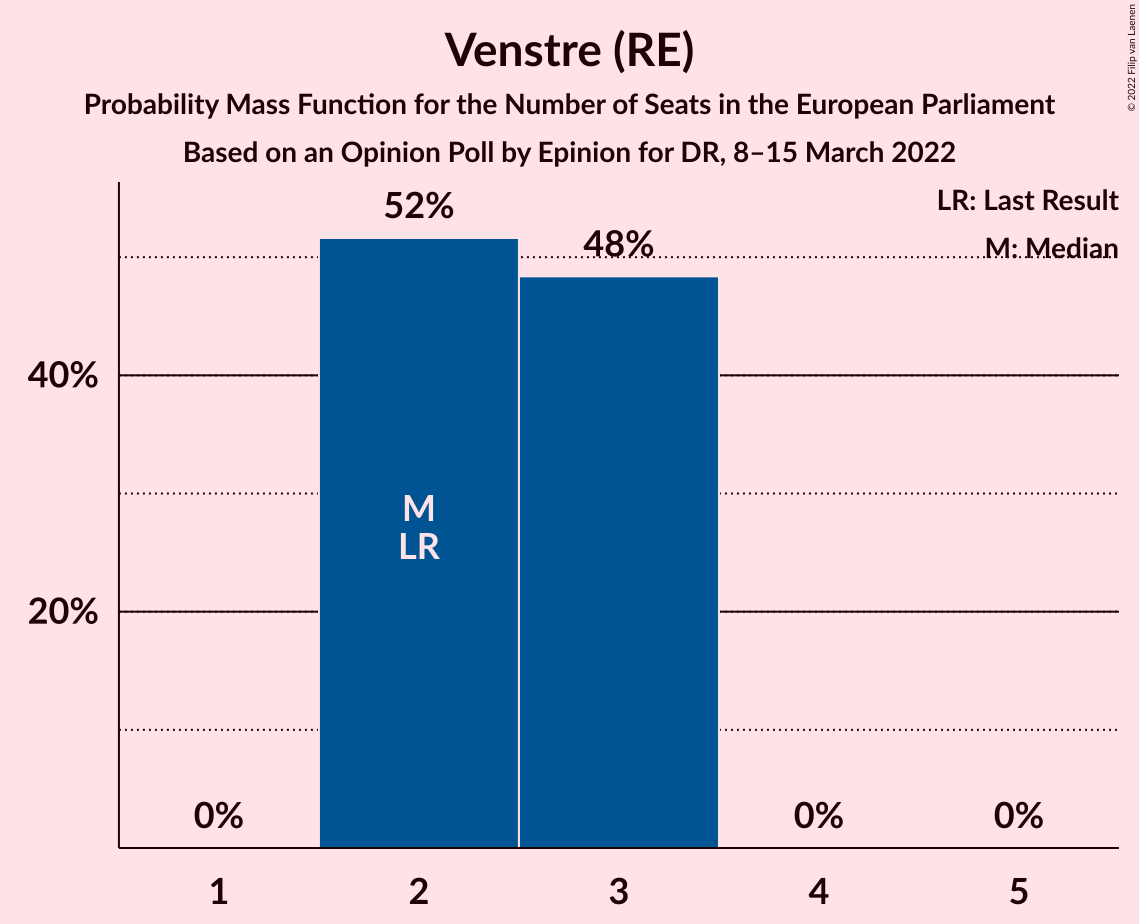 Venstre (RE)
Probability Mass Function for the Number of Seats in the European Parliament
Based on an Opinion Poll by Epinion for DR, 8–15 March 2022
© 2022 Filip van Laenen
LR: Last Result
M: Median
52%
48%
40%
20%
M
LR
0%
0%
0%
1
2
3
4
5